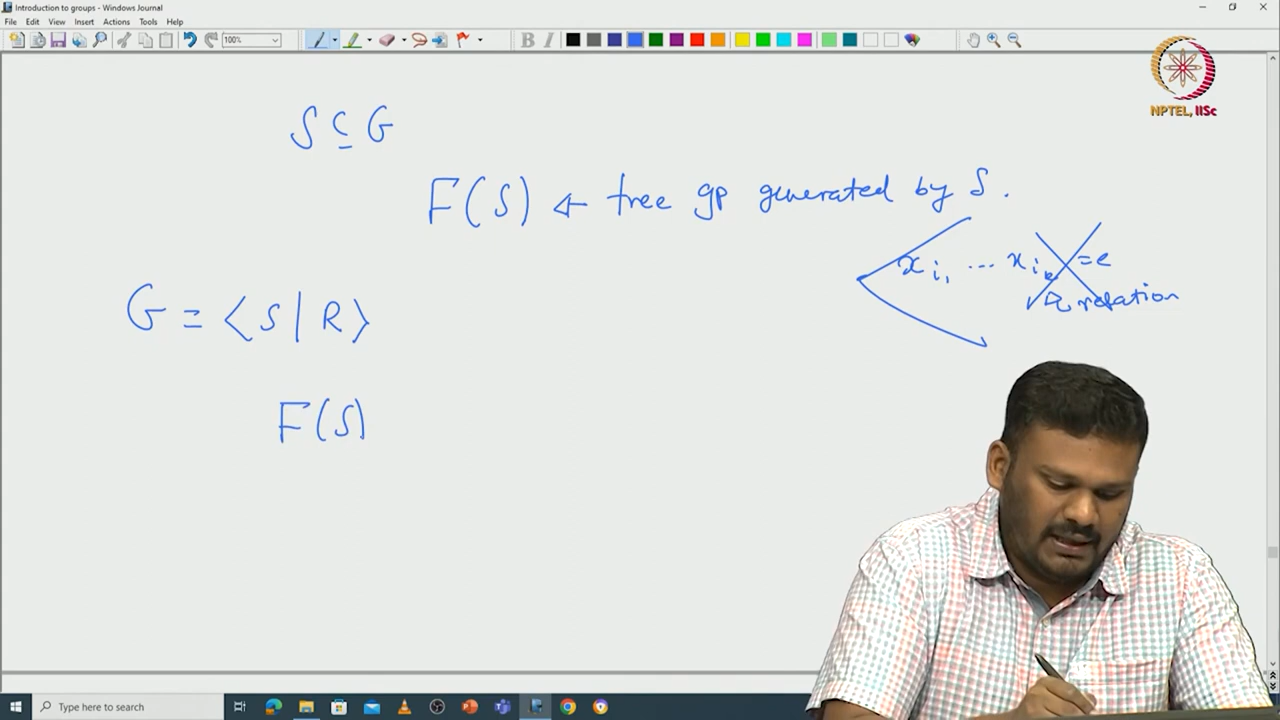 Introduction to groups - Windows Journal
File Edit View Insert Actions Tools Help
100%
B I
NPTEL, IISc
S ⊆ G
F(S) ← free gp generated by S.
x_{i_1} ... x_{i_k} = e
relation
G = ⟨S | R⟩
F(S)
Type here to search